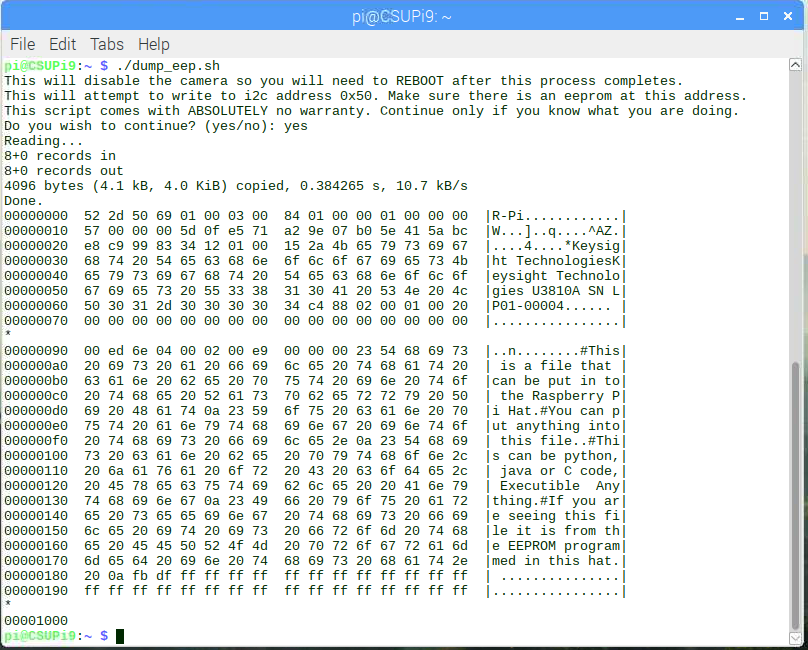 pi@CSUPi9: ~
File Edit Tabs Help
pi@CSUPi9:~ $ ./dump_eep.sh
This will disable the camera so you will need to REBOOT after this process completes.
This will attempt to write to i2c address 0x50. Make sure there is an eeprom at this address.
This script comes with ABSOLUTELY no warranty. Continue only if you know what you are doing.
Do you wish to continue? (yes/no): yes
Reading...
8+0 records in
8+0 records out
4096 bytes (4.1 kB, 4.0 KiB) copied, 0.384265 s, 10.7 kB/s
Done.
00000000  52 2d 50 69 01 00 03 00  84 01 00 00 01 00 00 00  |R-Pi............|
00000010  57 00 00 00 5d 0f e5 71  a2 9e 07 b0 5e 41 5a bc  |W...]..q....^AZ.|
00000020  e8 c9 99 83 34 12 01 00  15 2a 4b 65 79 73 69 67  |....4....*Keysig|
00000030  68 74 20 54 65 63 68 6e  6f 6c 6f 67 69 65 73 4b  |ht TechnologiesK|
00000040  65 79 73 69 67 68 74 20  54 65 63 68 6e 6f 6c 6f  |eysight Technolo|
00000050  67 69 65 73 20 55 33 38  31 30 41 20 53 4e 20 4c  |gies U3810A SN L|
00000060  50 30 31 2d 30 30 30 30  34 c4 88 02 00 01 00 20  |P01-00004...... |
00000070  00 00 00 00 00 00 00 00  00 00 00 00 00 00 00 00  |................|
*
00000090  00 ed 6e 04 00 02 00 e9  00 00 00 23 54 68 69 73  |..n........#This|
000000a0  20 69 73 20 61 20 66 69  6c 65 20 74 68 61 74 20  | is a file that |
000000b0  63 61 6e 20 62 65 20 70  75 74 20 69 6e 20 74 6f  |can be put in to|
000000c0  20 74 68 65 20 52 61 73  70 62 65 72 72 79 20 50  | the Raspberry P|
000000d0  69 20 48 61 74 0a 23 59  6f 75 20 63 61 6e 20 70  |i Hat.#You can p|
000000e0  75 74 20 61 6e 79 74 68  69 6e 67 20 69 6e 74 6f  |ut anything into|
000000f0  20 74 68 69 73 20 66 69  6c 65 2e 0a 23 54 68 69  | this file..#Thi|
00000100  73 20 63 61 6e 20 62 65  20 70 79 74 68 6f 6e 2c  |s can be python,|
00000110  20 6a 61 76 61 20 6f 72  20 43 20 63 6f 64 65 2c  | java or C code,|
00000120  20 45 78 65 63 75 74 69  62 6c 65 20 20 41 6e 79  | Executible  Any|
00000130  74 68 69 6e 67 0a 23 49  66 20 79 6f 75 20 61 72  |thing.#If you ar|
00000140  65 20 73 65 65 69 6e 67  20 74 68 69 73 20 66 69  |e seeing this fi|
00000150  6c 65 20 69 74 20 69 73  20 66 72 6f 6d 20 74 68  |le it is from th|
00000160  65 20 45 45 50 52 4f 4d  20 70 72 6f 67 72 61 6d  |e EEPROM program|
00000170  6d 65 64 20 69 6e 20 74  68 69 73 20 68 61 74 2e  |med in this hat.|
00000180  20 0a fb df ff ff ff ff  ff ff ff ff ff ff ff ff  | ...............|
00000190  ff ff ff ff ff ff ff ff  ff ff ff ff ff ff ff ff  |................|
*
00001000
pi@CSUPi9:~ $